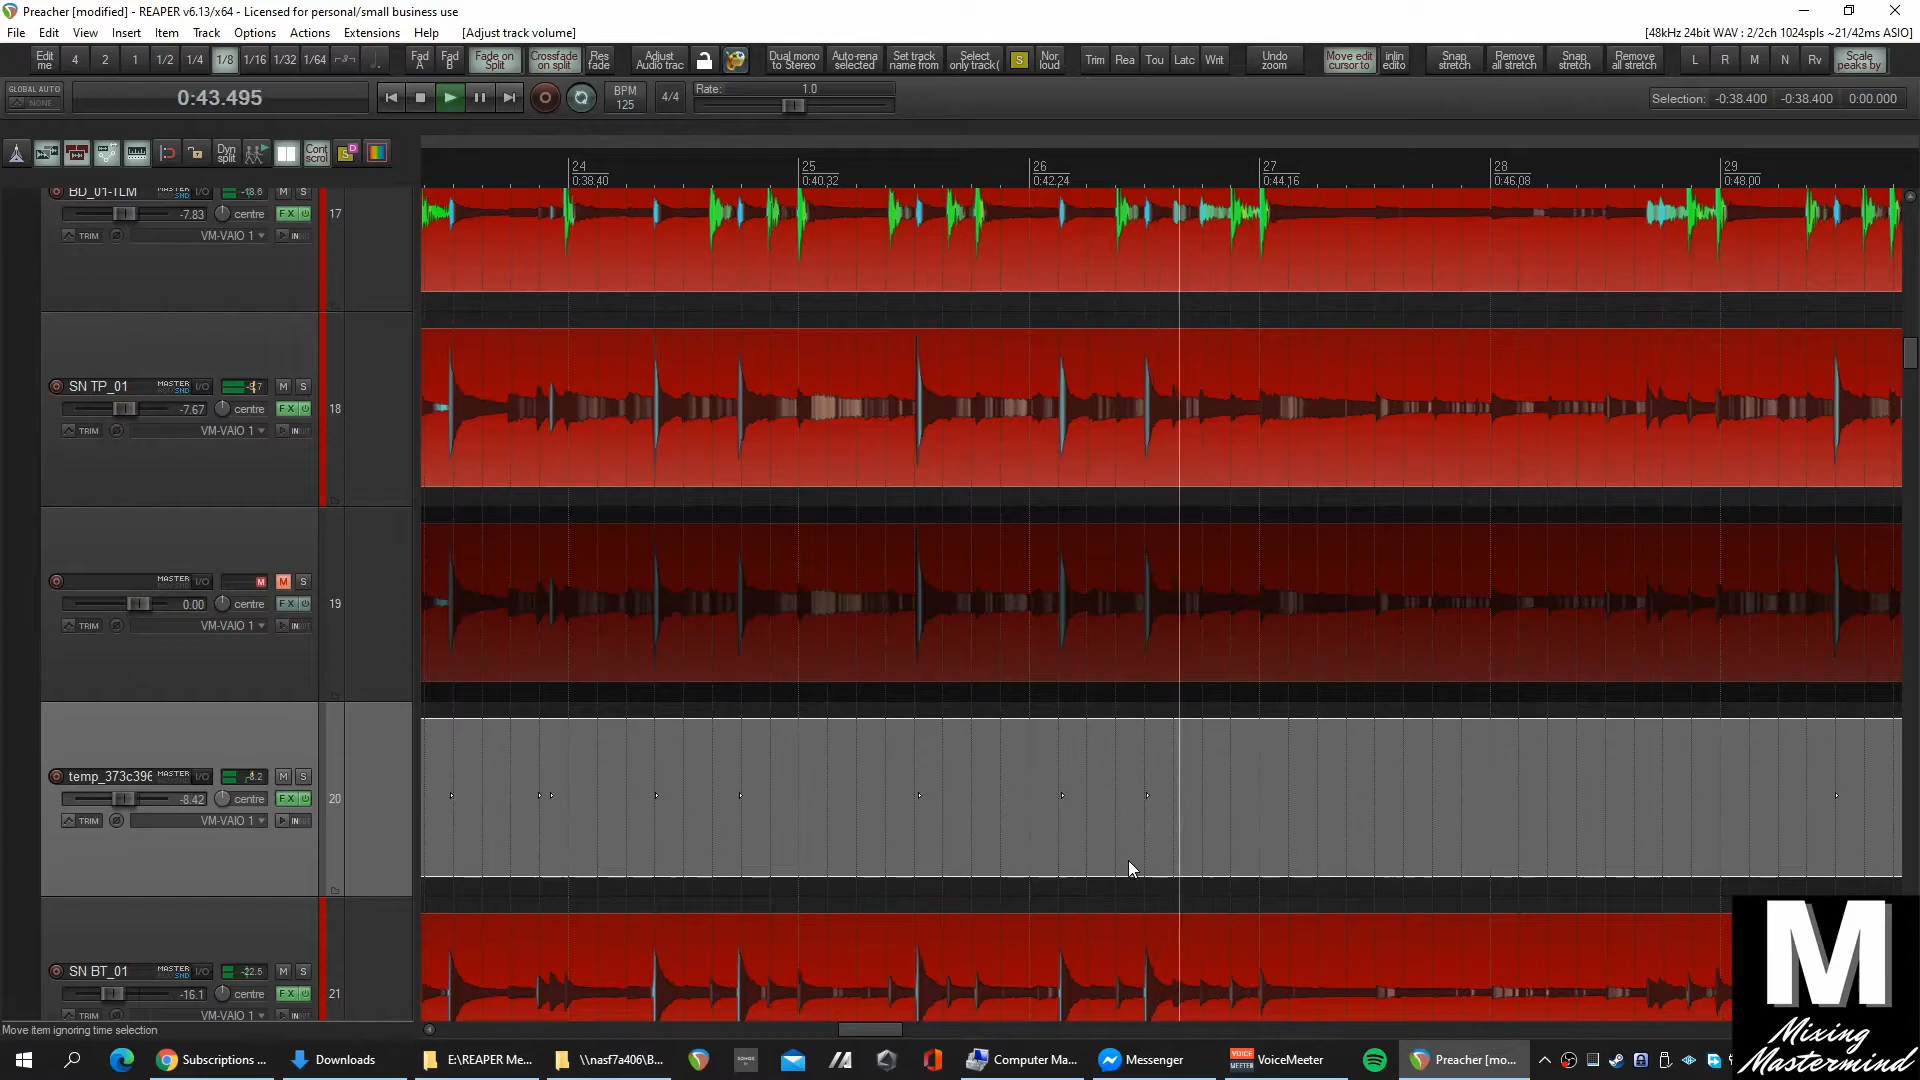 Preacher [modified] - REAPER v6.13/x64 - Licensed for personal/small business use
File Edit View Insert Item Track Options Actions Extensions Help [Adjust track volume]
[48kHz 24bit WAV : 2/2ch 1024spls ~21/42ms ASIO]
Edit me 4 2 1 1/2 1/4 1/8 1/16 1/32 1/64 Fad A Fad B Fade on Split Crossfade on split Res fade Adjust Audio trac Dual mono to Stereo Auto-rena selected Set track name from Select only track( S Nor loud Trim Rea Tou Latc Writ Undo zoom Move edit cursor to inlin edito Snap stretch Remove all stretch Snap stretch Remove all stretch L R M N Rv Scale peaks by
GLOBAL AUTO
NONE
0:43.495
BPM
125
4/4
Rate: 1.0
Selection: -0:38.400 -0:38.400 0:00.000
Dyn split
Cont scrol
S D
24 25 26 27 28 29
0:38.40 0:40.32 0:42.24 0:44.16 0:46.08 0:48.00
BD_01-TLM MASTER SND I/O -18.6 M S
-7.83 centre FX 17
TRIM VM-VAIO 1 IN
SN TP_01 MASTER SND I/O M S
-7.67 centre FX 18
TRIM VM-VAIO 1 IN
MASTER I/O M M S
0.00 centre FX 19
TRIM VM-VAIO 1 IN
temp_373c396 MASTER I/O -8.2 M S
-8.42 centre FX 20
TRIM VM-VAIO 1 IN
SN BT_01 MASTER SND I/O -22.5 M S
-16.1 centre FX 21
TRIM VM-VAIO 1 IN
Move item ignoring time selection
M
Mixing
Mastermind
Subscriptions ... Downloads E:\REAPER Me... \\nasf7a406\B... SONOS Computer Ma... Messenger VOICE MEETER VoiceMeeter Preacher [mo...